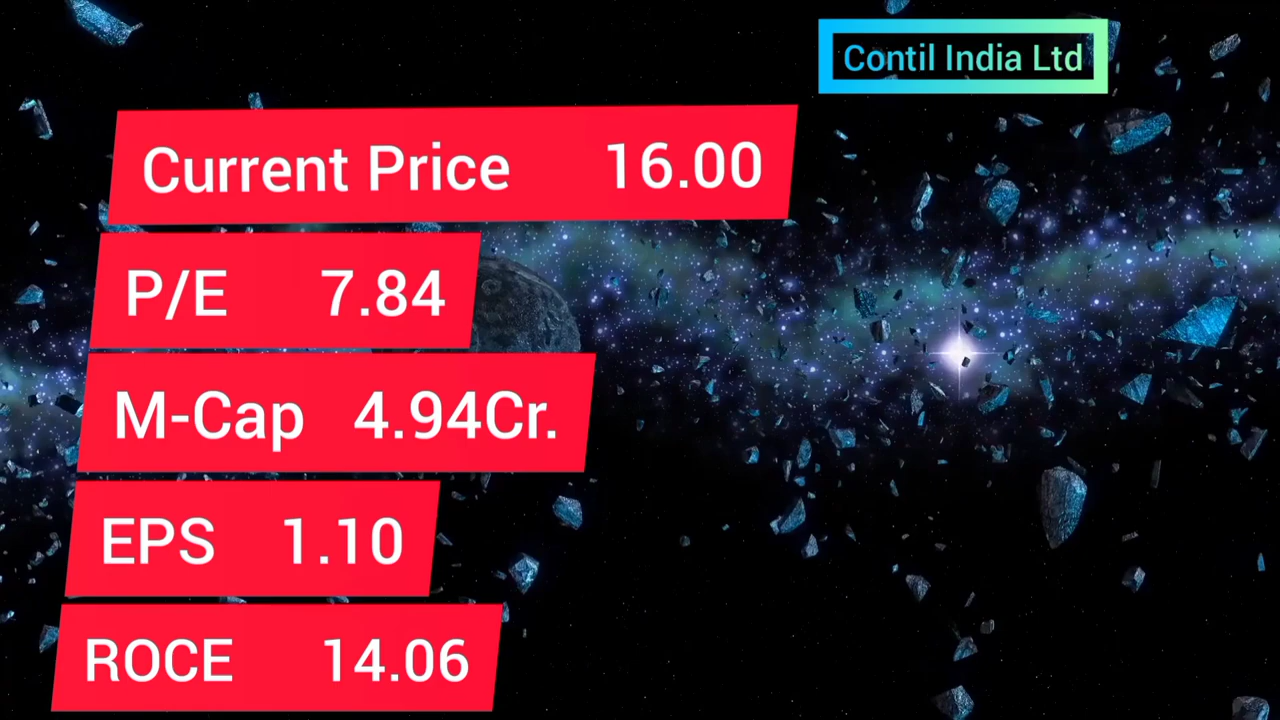 Contil India Ltd
Current Price 16.00
P/E 7.84
M-Cap 4.94Cr.
EPS 1.10
ROCE 14.06